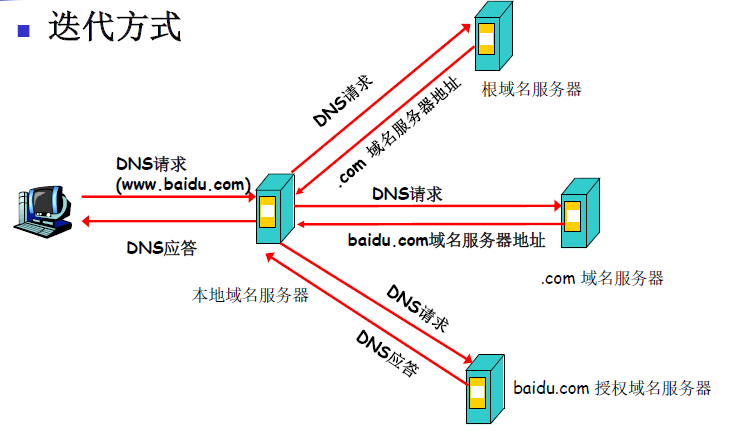 迭代方式
DNS请求
.com 域名服务器地址
根域名服务器
DNS请求
(www.baidu.com)
DNS应答
本地域名服务器
DNS请求
baidu.com域名服务器地址
.com 域名服务器
DNS请求
DNS应答
baidu.com 授权域名服务器